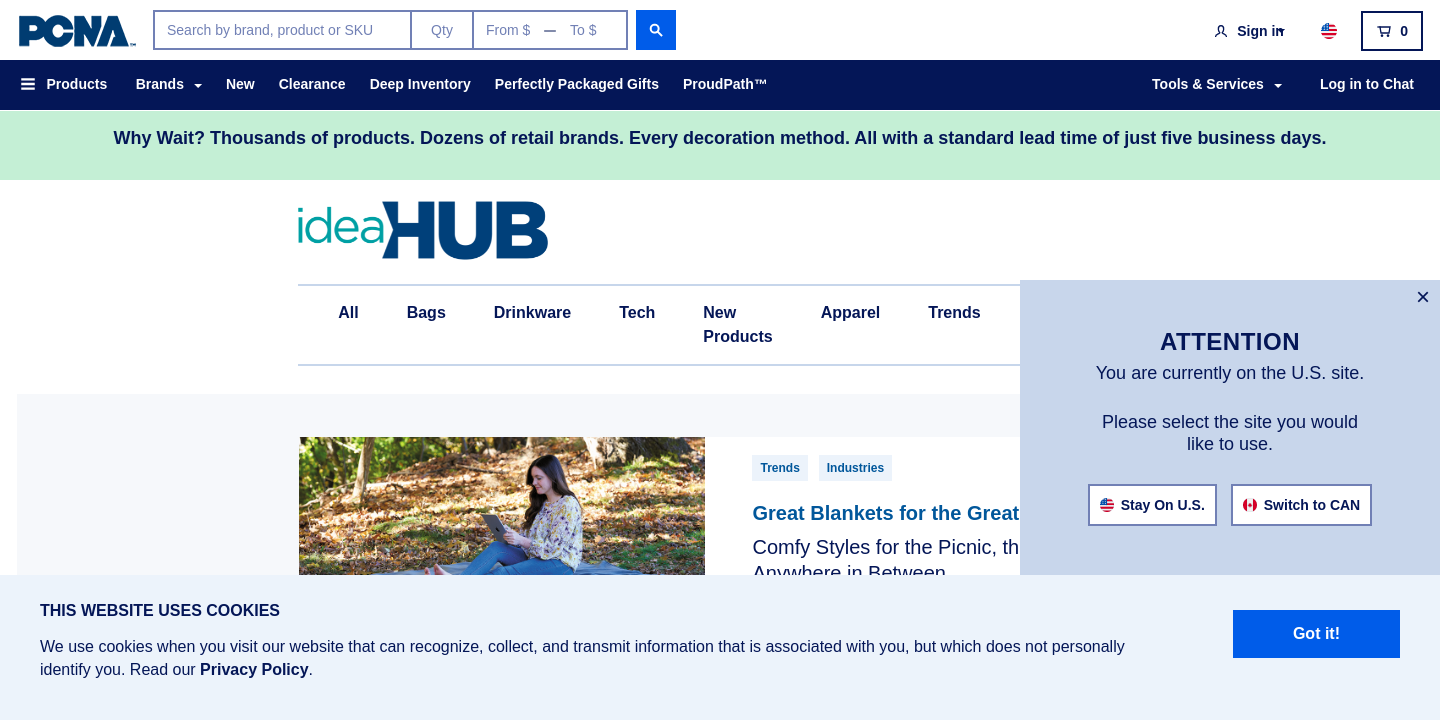 PCNA™
Search by brand, product or SKU
Qty
From $ — To $
Sign in
0
Products
Brands
New
Clearance
Deep Inventory
Perfectly Packaged Gifts
ProudPath™
Tools & Services
Log in to Chat
Why Wait? Thousands of products. Dozens of retail brands. Every decoration method. All with a standard lead time of just five business days.
ideaHUB
All
Bags
Drinkware
Tech
New
Products
Apparel
Trends
×
ATTENTION
You are currently on the U.S. site.
Please select the site you would
like to use.
Stay On U.S.
Switch to CAN
Trends
Industries
Great Blankets for the Great
Comfy Styles for the Picnic, th
Anywhere in Between
THIS WEBSITE USES COOKIES
We use cookies when you visit our website that can recognize, collect, and transmit information that is associated with you, but which does not personally
identify you. Read our Privacy Policy.
Got it!